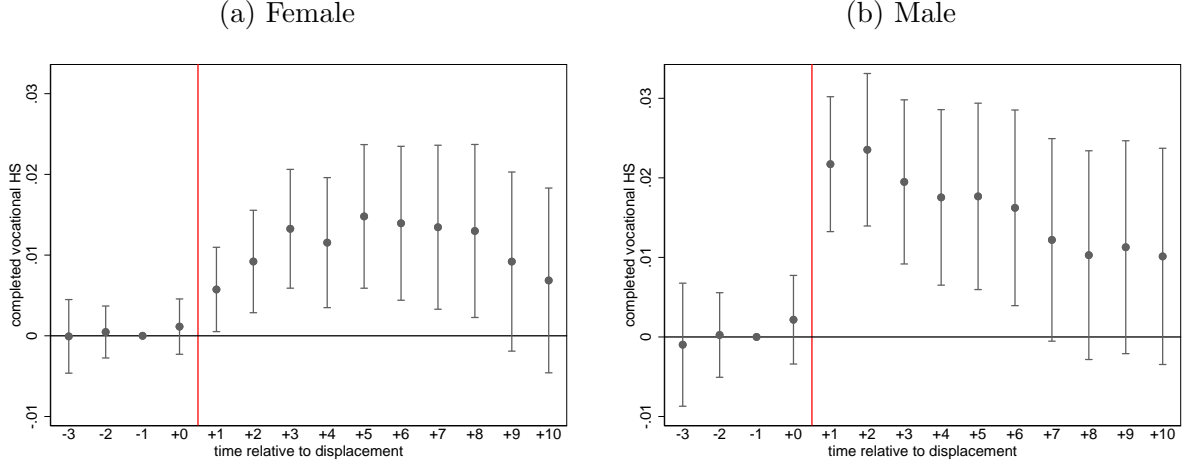 (a) Female
completed vocational HS
.03
.02
.01
0
-.01
-3 -2 -1 +0 +1 +2 +3 +4 +5 +6 +7 +8 +9 +10
time relative to displacement
(b) Male
completed vocational HS
.03
.02
.01
0
-.01
-3 -2 -1 +0 +1 +2 +3 +4 +5 +6 +7 +8 +9 +10
time relative to displacement